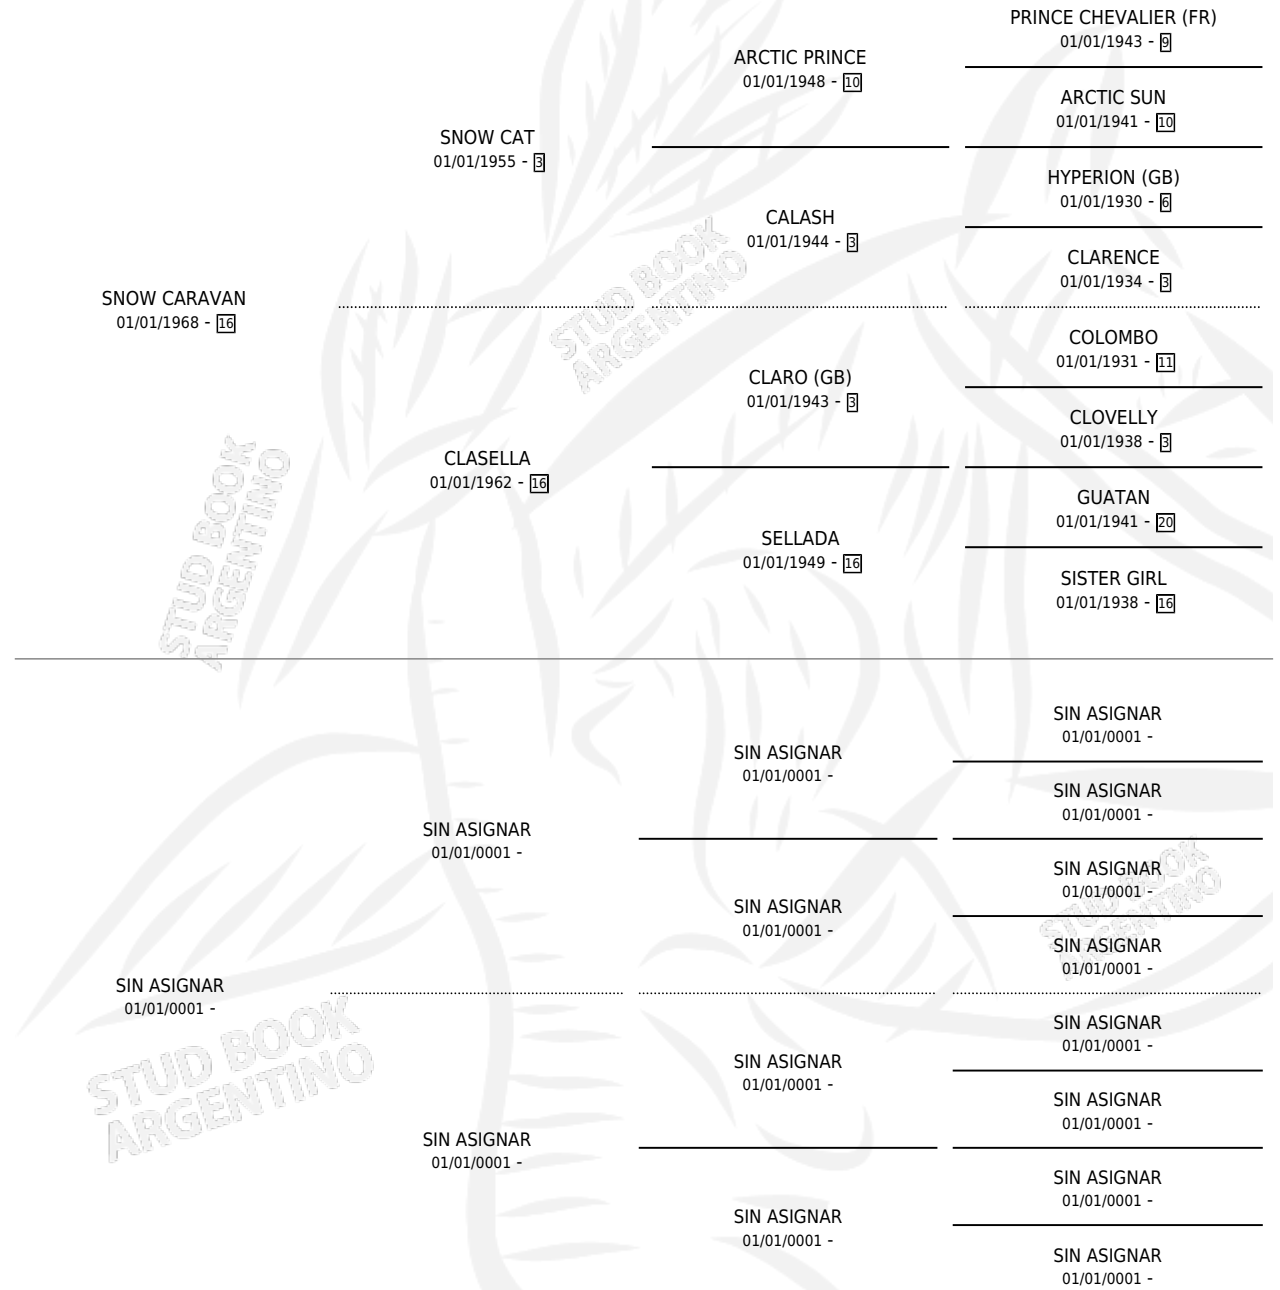 PRINCE CHEVALIER (FR)
01/01/1943 - 9
ARCTIC PRINCE
01/01/1948 - 10
ARCTIC SUN
01/01/1941 - 10
SNOW CAT
01/01/1955 - 3
HYPERION (GB)
01/01/1930 - 6
CALASH
01/01/1944 - 3
CLARENCE
01/01/1934 - 3
STUD BOOK
ARGENTINO
SNOW CARAVAN
01/01/1968 - 16
COLOMBO
01/01/1931 - 11
CLARO (GB)
01/01/1943 - 3
CLOVELLY
01/01/1938 - 3
CLASELLA
01/01/1962 - 16
GUATAN
01/01/1941 - 20
SELLADA
01/01/1949 - 16
SISTER GIRL
01/01/1938 - 16
STUD BOOK
ARGENTINO
SIN ASIGNAR
01/01/0001 -
SIN ASIGNAR
01/01/0001 -
SIN ASIGNAR
01/01/0001 -
SIN ASIGNAR
01/01/0001 -
SIN ASIGNAR
01/01/0001 -
SIN ASIGNAR
01/01/0001 -
SIN ASIGNAR
01/01/0001 -
STUD BOOK
ARGENTINO
SIN ASIGNAR
01/01/0001 -
SIN ASIGNAR
01/01/0001 -
SIN ASIGNAR
01/01/0001 -
SIN ASIGNAR
01/01/0001 -
SIN ASIGNAR
01/01/0001 -
SIN ASIGNAR
01/01/0001 -
SIN ASIGNAR
01/01/0001 -
SIN ASIGNAR
01/01/0001 -
STUD BOOK
ARGENTINO